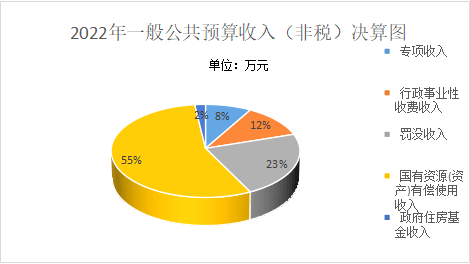 2022年一般公共预算收入（非税）决算图
单位：万元
专项收入
行政事业性
收费收入
罚没收入
国有资源(资
产)有偿使用
收入
政府住房基
金收入
2%
8%
12%
23%
55%